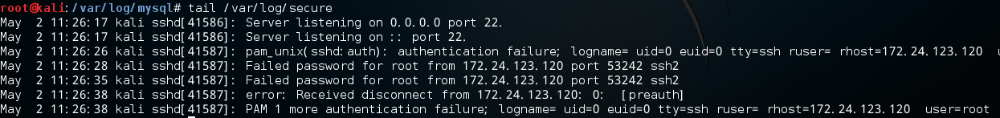 root@kali:/var/log/mysql# tail /var/log/secure
May  2 11:26:17 kali sshd[41586]: Server listening on 0.0.0.0 port 22.
May  2 11:26:17 kali sshd[41586]: Server listening on :: port 22.
May  2 11:26:26 kali sshd[41587]: pam_unix(sshd:auth): authentication failure; logname= uid=0 euid=0 tty=ssh ruser= rhost=172.24.123.120
May  2 11:26:28 kali sshd[41587]: Failed password for root from 172.24.123.120 port 53242 ssh2
May  2 11:26:35 kali sshd[41587]: Failed password for root from 172.24.123.120 port 53242 ssh2
May  2 11:26:38 kali sshd[41587]: error: Received disconnect from 172.24.123.120: 0:  [preauth]
May  2 11:26:38 kali sshd[41587]: PAM 1 more authentication failure; logname= uid=0 euid=0 tty=ssh ruser= rhost=172.24.123.120  user=root